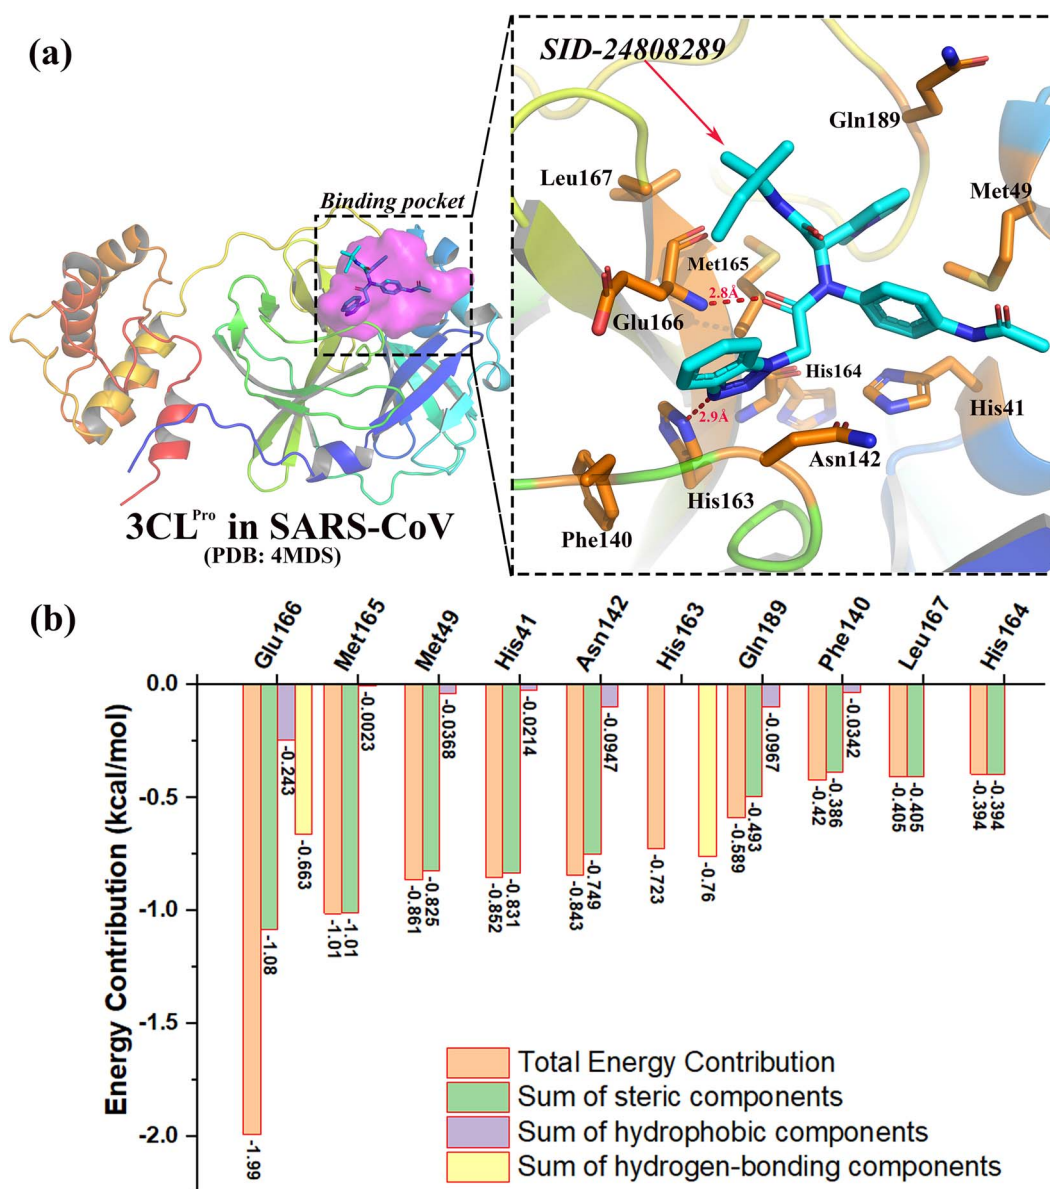 (a)
SID-24808289
Gln189
Leu167
Met49
Binding pocket
Met165
2.8Å
Glu166
His164
His41
2.9Å
Asn142
His163
Phe140
3CLPro in SARS-CoV
(PDB: 4MDS)
(b)
Glu166
Met165
Met49
His41
Asn142
His163
Gln189
Phe140
Leu167
His164
Energy Contribution (kcal/mol)
0.0
-0.5
-1.0
-1.5
-2.0
-1.99
-1.08
-0.243
-0.663
-1.01
-1.01
-0.0023
-0.861
-0.825
-0.0368
-0.852
-0.831
-0.0214
-0.843
-0.749
-0.0947
-0.723
-0.76
-0.589
-0.493
-0.0967
-0.42
-0.386
-0.0342
-0.405
-0.405
-0.394
-0.394
Total Energy Contribution
Sum of steric components
Sum of hydrophobic components
Sum of hydrogen-bonding components